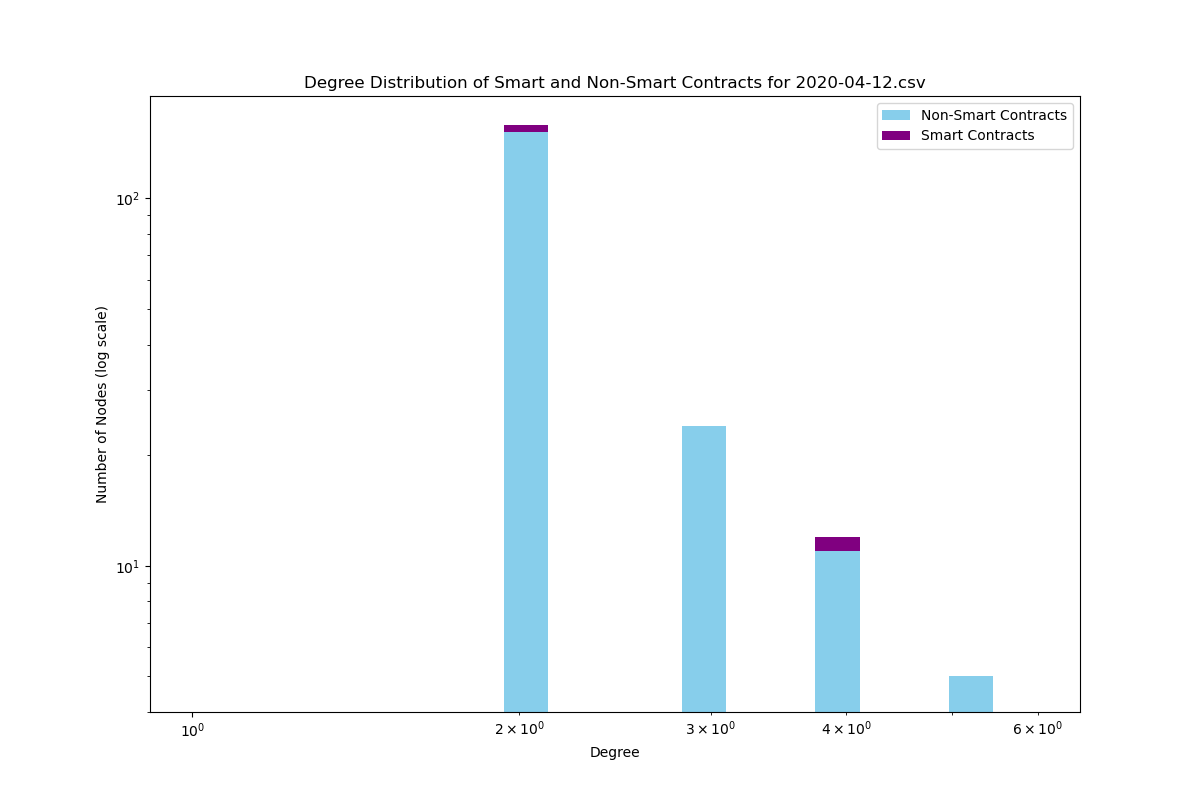 Degree Distribution of Smart and Non-Smart Contracts for 2020-04-12.csv
Non-Smart Contracts
Smart Contracts
10²
10¹
Number of Nodes (log scale)
10⁰
2 × 10⁰
3 × 10⁰
4 × 10⁰
6 × 10⁰
Degree